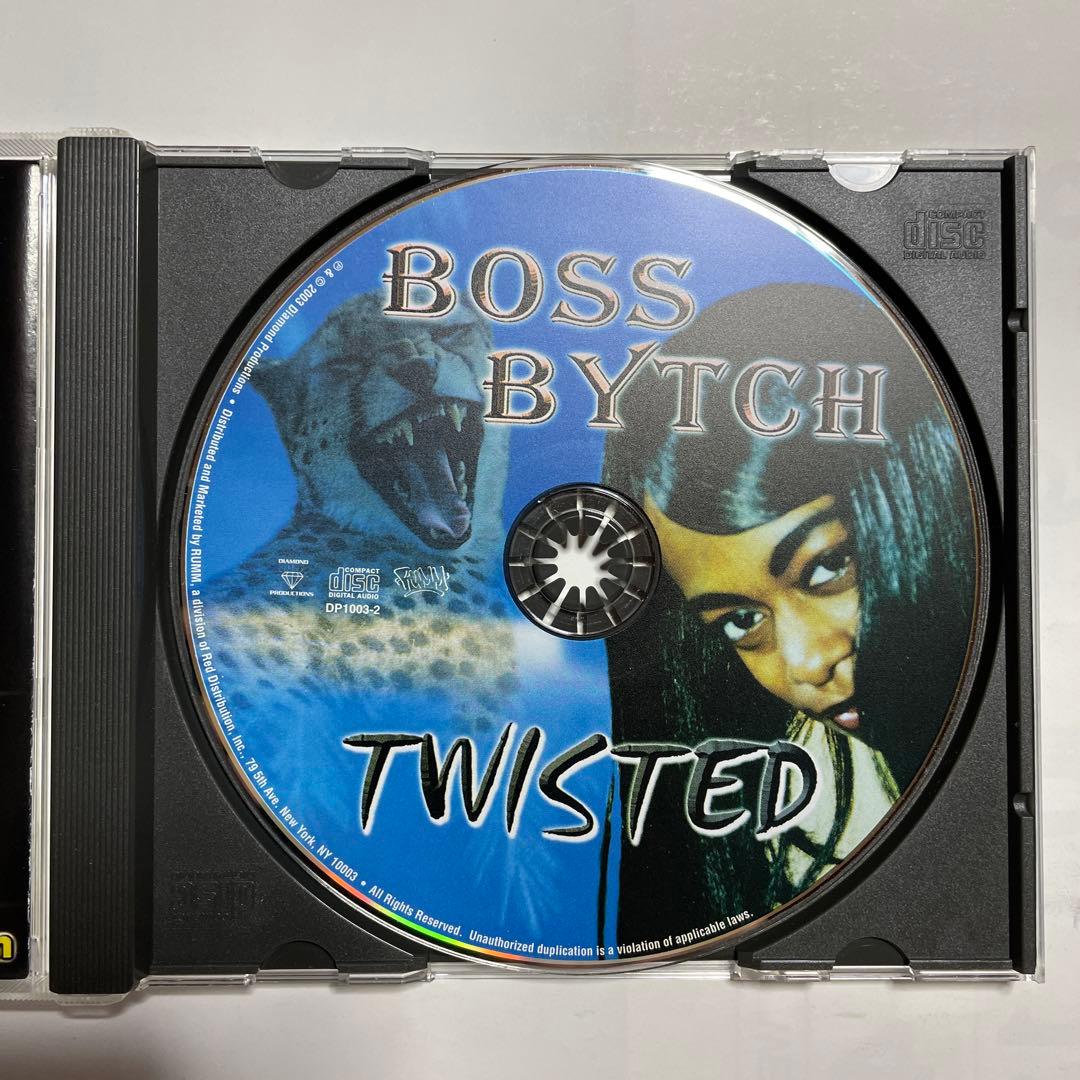 BOSS
BYTCH
COMPACT
disc
DIGITAL AUDIO
℗ & © 2003 Diamond Productions • Distributed and Marketed by RUMM, a division of Red Distribution, Inc., 79 5th Ave. New York, NY 10003 • All Rights Reserved. Unauthorized duplication is a violation of applicable laws.
DIAMOND
PRODUCTIONS
COMPACT
disc
DIGITAL AUDIO
DP1003-2
RUMM
TWISTED